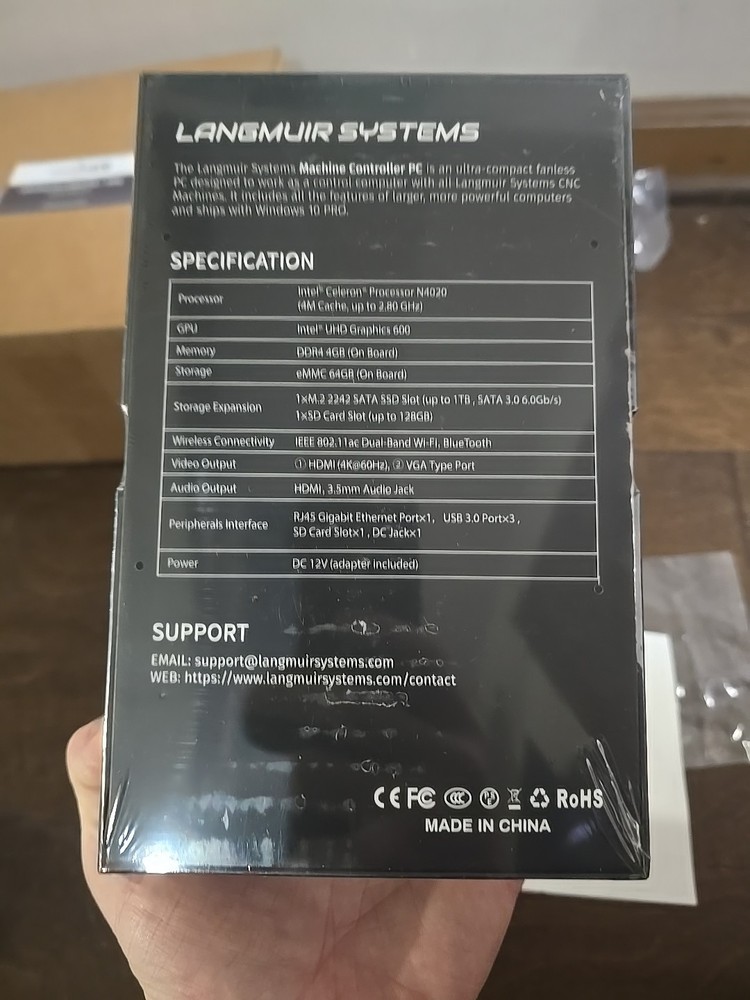 LANGMUIR SYSTEMS
The Langmuir Systems Machine Controller PC is an ultra-compact fanless
PC designed to work as a control computer with all Langmuir Systems CNC
Machines. It includes all the features of larger, more powerful computers
and ships with Windows 10 PRO.
SPECIFICATION
Processor
Intel® Celeron® Processor N4020
(4M Cache, up to 2.80 GHz)
GPU Intel® UHD Graphics 600
Memory DDR4 4GB (On Board)
Storage eMMC 64GB (On Board)
Storage Expansion
1×M.2 2242 SATA SSD Slot (up to 1TB , SATA 3.0 6.0Gb/s)
1×SD Card Slot (up to 128GB)
Wireless Connectivity IEEE 802.11ac Dual-Band Wi-Fi, BlueTooth
Video Output ① HDMI (4K@60Hz), ② VGA Type Port
Audio Output HDMI, 3.5mm Audio Jack
Peripherals Interface
RJ45 Gigabit Ethernet Port×1, USB 3.0 Port×3 ,
SD Card Slot×1 , DC Jack×1
Power DC 12V (adapter included)
SUPPORT
EMAIL: support@langmuirsystems.com
WEB: https://www.langmuirsystems.com/contact
CE FC CCC RoHS
MADE IN CHINA